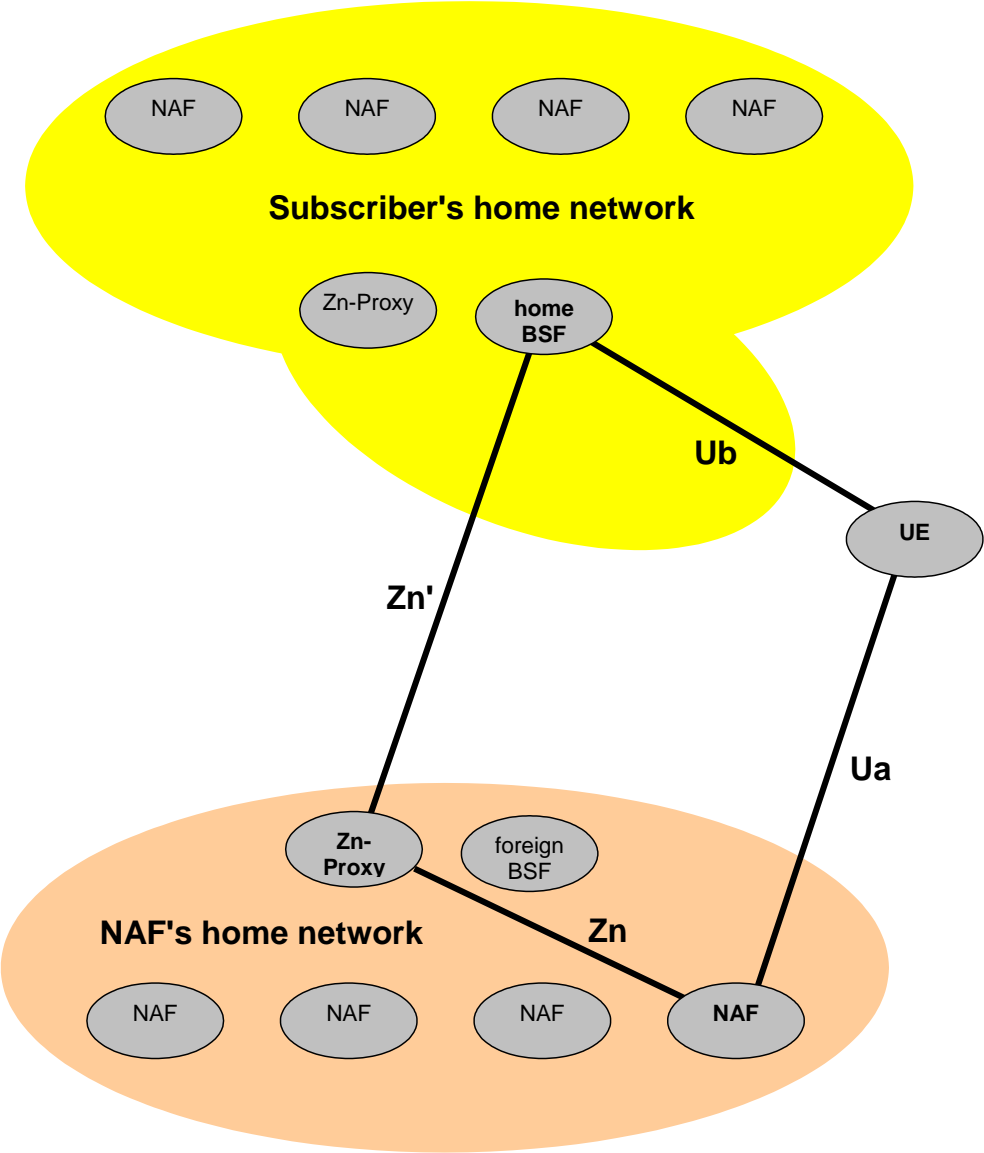 NAF
NAF
NAF
NAF
Subscriber's home network
Zn-Proxy
home
BSF
Ub
UE
Zn'
Ua
Zn-
Proxy
foreign
BSF
NAF's home network
Zn
NAF
NAF
NAF
NAF